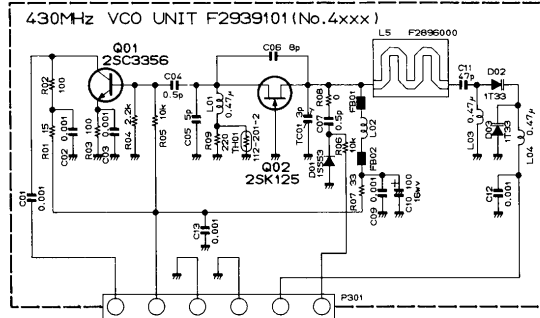 430MHz VCO UNIT F2939101(No.4xxx)
L5 F2896000
Q01
2SC3356
C06 8p
C11
47p
D02
1T33
R02
100
C04
0.5p
L01
0.47μ
C05
5p
R09
220
TH01
112-201-2
Q02
2SK125
TC01 3p
R08
0
C07
0.5p
D01
1SS53
R06
10k
FB01
L02
FB02
R07 33
C09 0.001
C10 100
16wv
L03
0.47μ
D03
1T33
0.47μ
L04
C12
0.001
R01 15
C02 0.001
R03 100
C03 0.001
R04 2.2k
R05 10k
C01
0.001
C13
0.001
P301